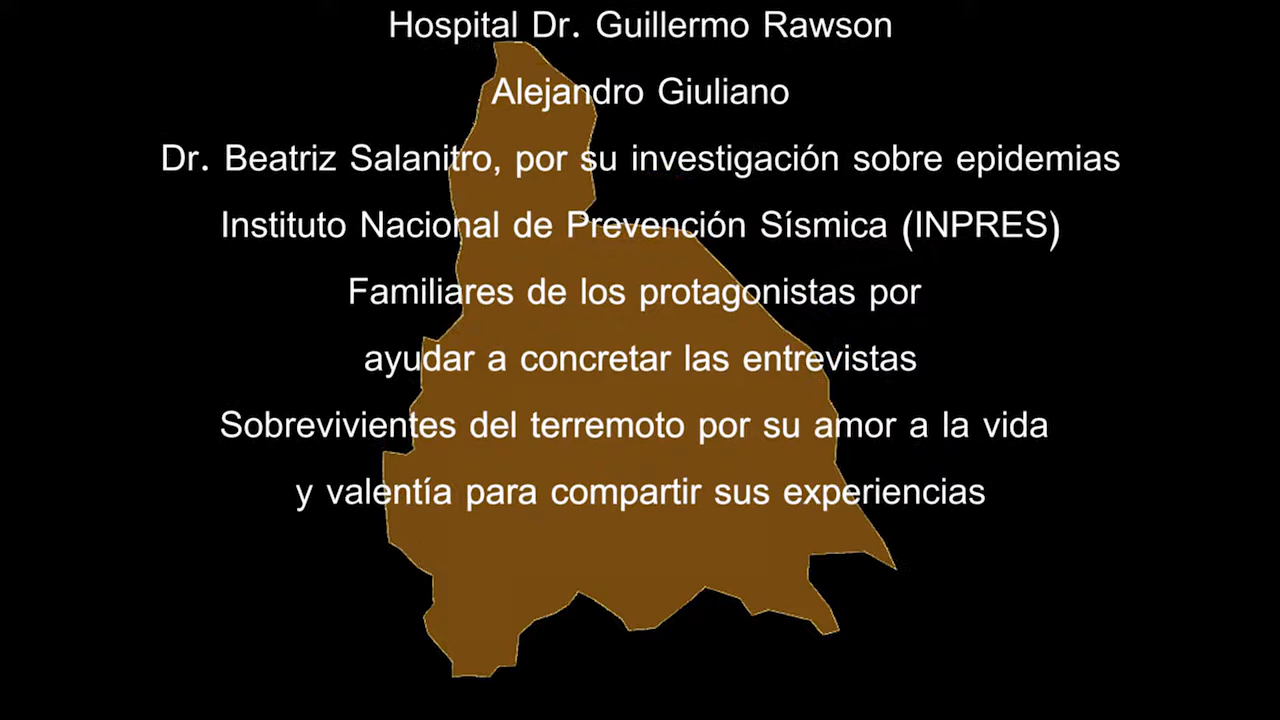 Hospital Dr. Guillermo Rawson
Alejandro Giuliano
Dr. Beatriz Salanitro, por su investigación sobre epidemias
Instituto Nacional de Prevención Sísmica (INPRES)
Familiares de los protagonistas por
ayudar a concretar las entrevistas
Sobrevivientes del terremoto por su amor a la vida
y valentía para compartir sus experiencias